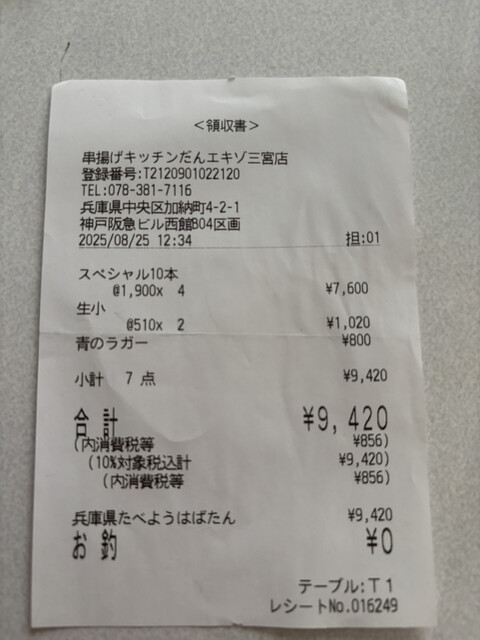 ＜領収書＞
串揚げキッチンだんエキゾ三宮店
登録番号:T2120901022120
TEL:078-381-7116
兵庫県中央区加納町4-2-1
神戸阪急ビル西館B04区画
2025/08/25 12:34 担:01
スペシャル10本
@1,900x 4 ¥7,600
生小
@510x 2 ¥1,020
青のラガー ¥800
小計 7 点 ¥9,420
合計 ¥9,420
(内消費税等 ¥856)
(10%対象税込計 ¥9,420)
(内消費税等 ¥856)
兵庫県たべようはばたん ¥9,420
お釣 ¥0
テーブル:T1
レシートNo.016249